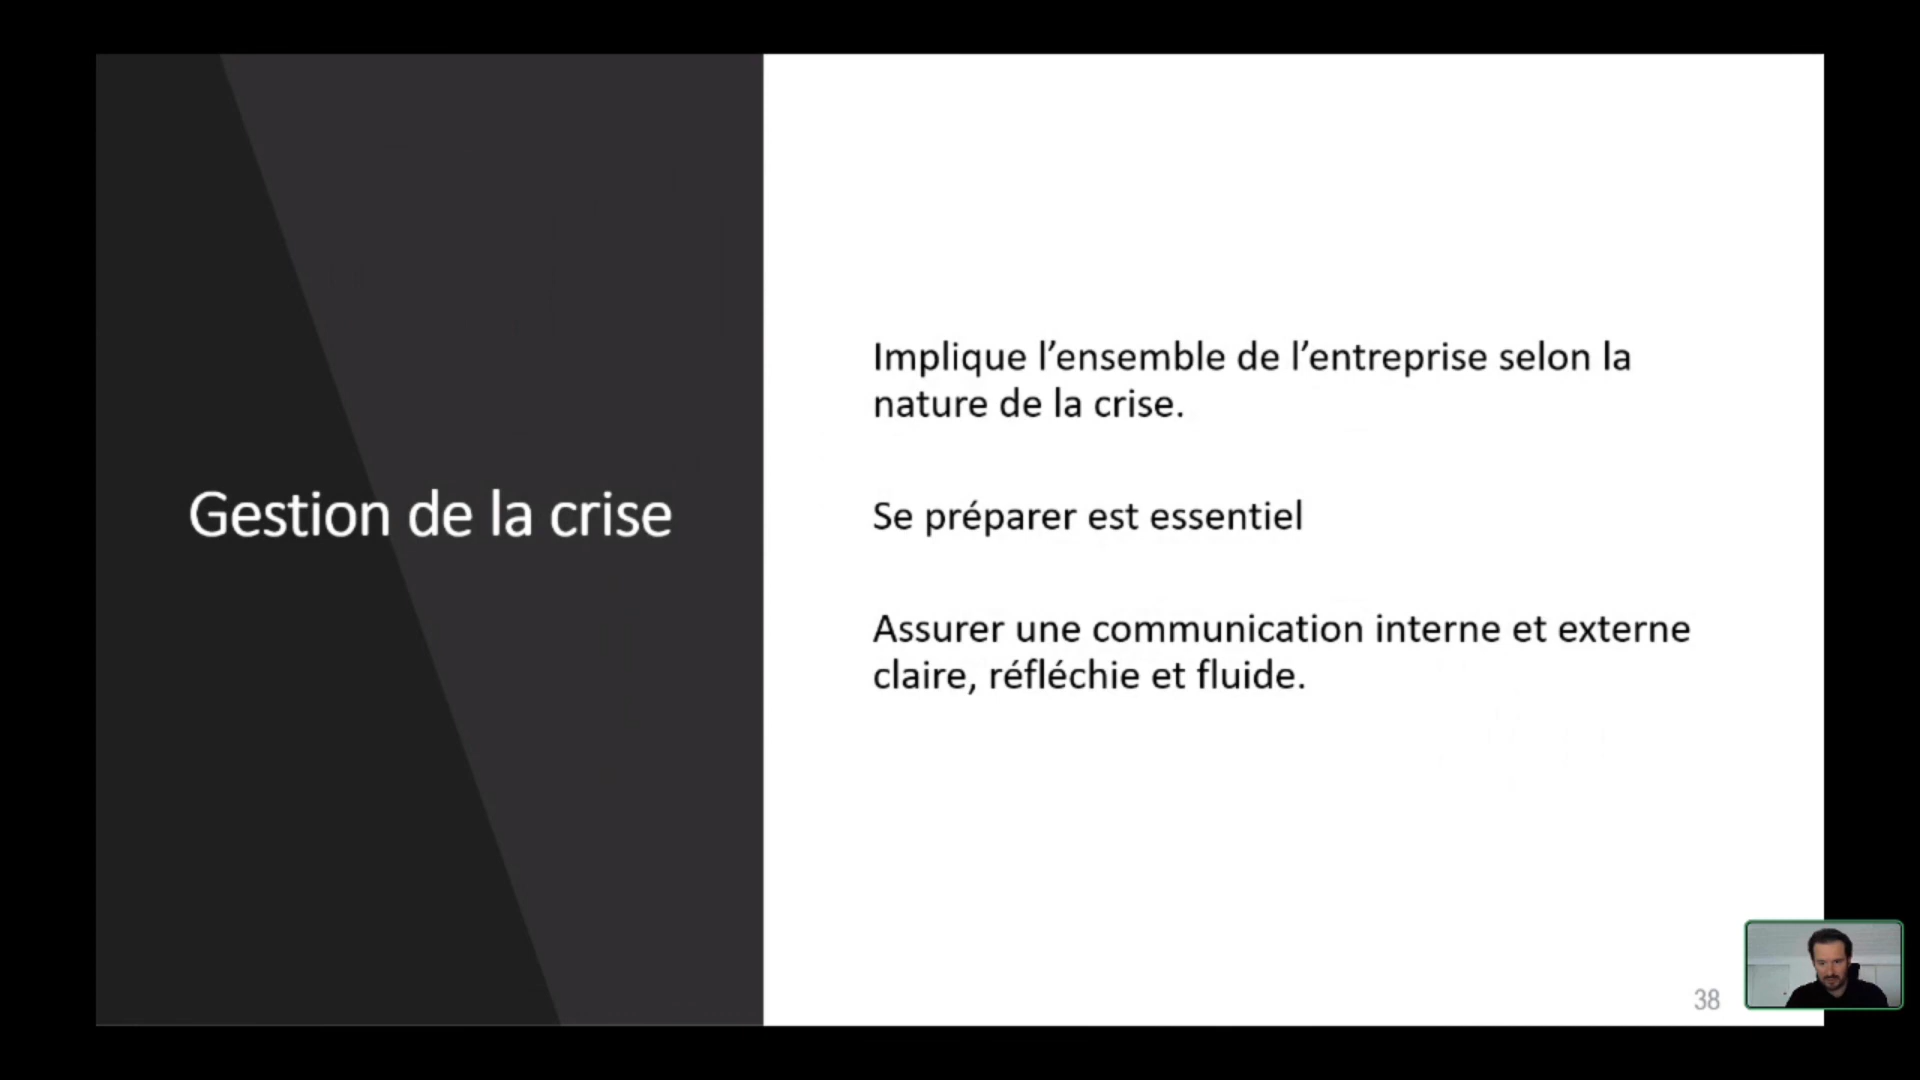 Gestion de la crise
Implique l’ensemble de l’entreprise selon la
nature de la crise.
Se préparer est essentiel
Assurer une communication interne et externe
claire, réfléchie et fluide.
38